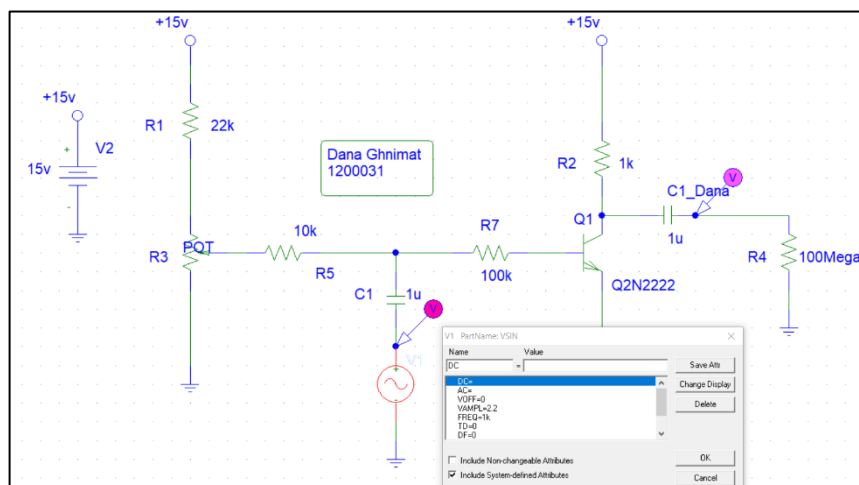 +15v
+15v
+15v
R1
22k
V2
15v
+
-
Dana Ghnimat
1200031
R2
1k
C1_Dana
V
1u
Q1
R7
100k
10k
R5
R3
POT
C1
1u
V
V1
+
-
Q2N2222
R4
100Mega
V1 PartName: VSIN
Name
Value
DC
=
Save Attr
DC=
AC=
VOFF=0
VAMPL=2.2
FREQ=1k
TD=0
DF=0
Change Display
Delete
Include Non-changeable Attributes
Include System-defined Attributes
OK
Cancel